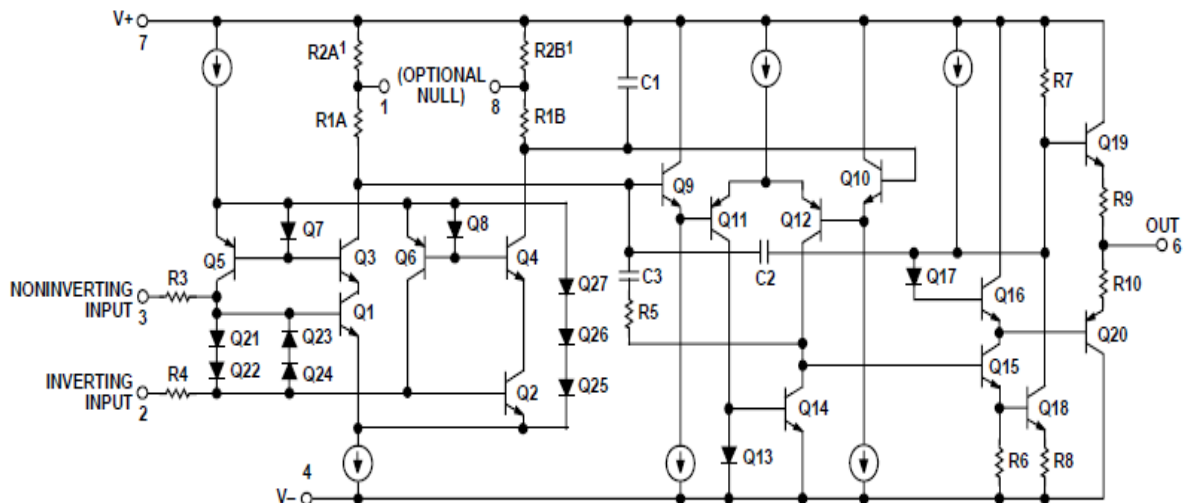 V+
7
R2A¹
R2B¹
(OPTIONAL
NULL)
1
8
C1
R7
R1A
R1B
Q19
Q9
Q10
Q11
Q12
R9
OUT
6
Q7
Q8
Q5
Q3
Q6
Q4
R3
NONINVERTING
INPUT
3
Q1
Q27
C3
C2
Q17
Q16
R10
Q21
Q23
Q26
R5
Q20
Q22
Q24
Q25
Q15
R4
INVERTING
INPUT
2
Q2
Q14
Q18
4
Q13
R6
R8
V–